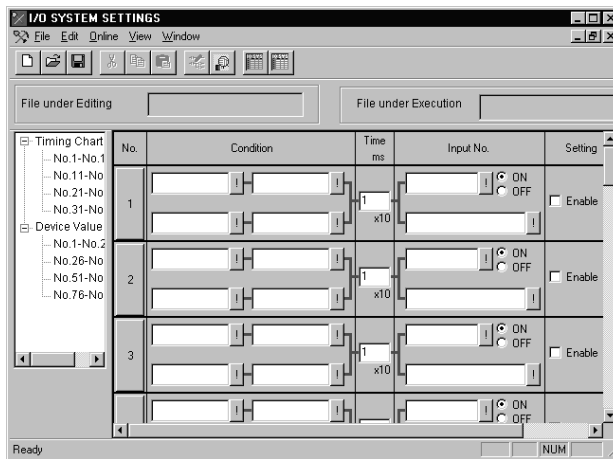 I/O SYSTEM SETTINGS
File Edit Online View Window
File under Editing File under Execution
Timing Chart
No.1-No.1
No.11-No
No.21-No
No.31-No
Device Value
No.1-No.2
No.26-No
No.51-No
No.76-No
No. Condition Time ms Input No. Setting
! ! ! ON
OFF
1 1 Enable
x10
! ! !
! ! ! ON
OFF
2 1 Enable
x10
! ! !
! ! ! ON
OFF
3 1 Enable
x10
! ! !
! ! ! ON
OFF
Ready NUM